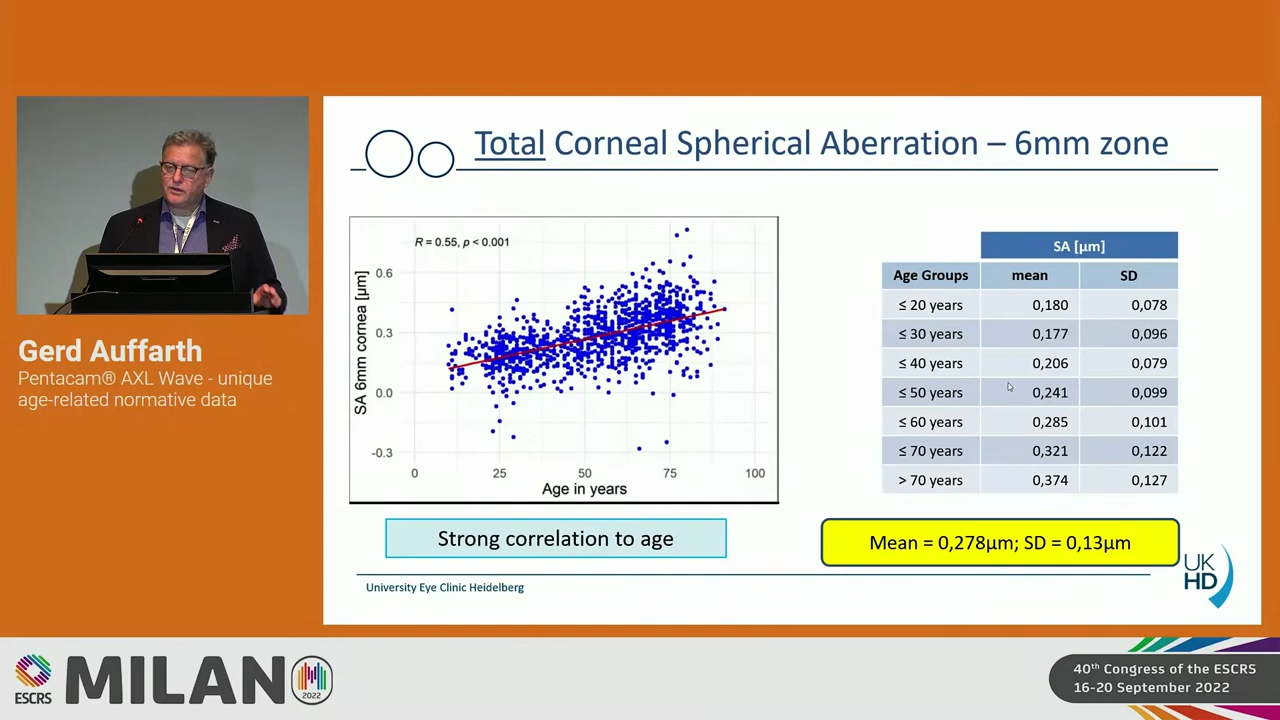 Total Corneal Spherical Aberration – 6mm zone
R = 0.55, p < 0.001
SA 6mm cornea [µm]
0.6
0.3
0.0
-0.3
0 25 50 75 100
Age in years
SA [µm]
Age Groups mean SD
≤ 20 years 0,180 0,078
≤ 30 years 0,177 0,096
≤ 40 years 0,206 0,079
≤ 50 years 0,241 0,099
≤ 60 years 0,285 0,101
≤ 70 years 0,321 0,122
> 70 years 0,374 0,127
Strong correlation to age
Mean = 0,278µm; SD = 0,13µm
University Eye Clinic Heidelberg
UK
HD
Gerd Auffarth
Pentacam® AXL Wave - unique
age-related normative data
ESCRS
MILANO
2022
40th Congress of the ESCRS
16-20 September 2022